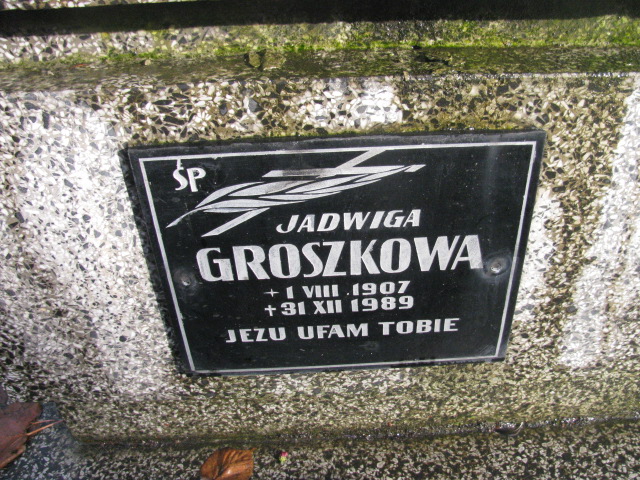 ŚP
JADWIGA
GROSZKOWA
+ 1 VIII 1907
+ 31 XII 1989
JEZU UFAM TOBIE